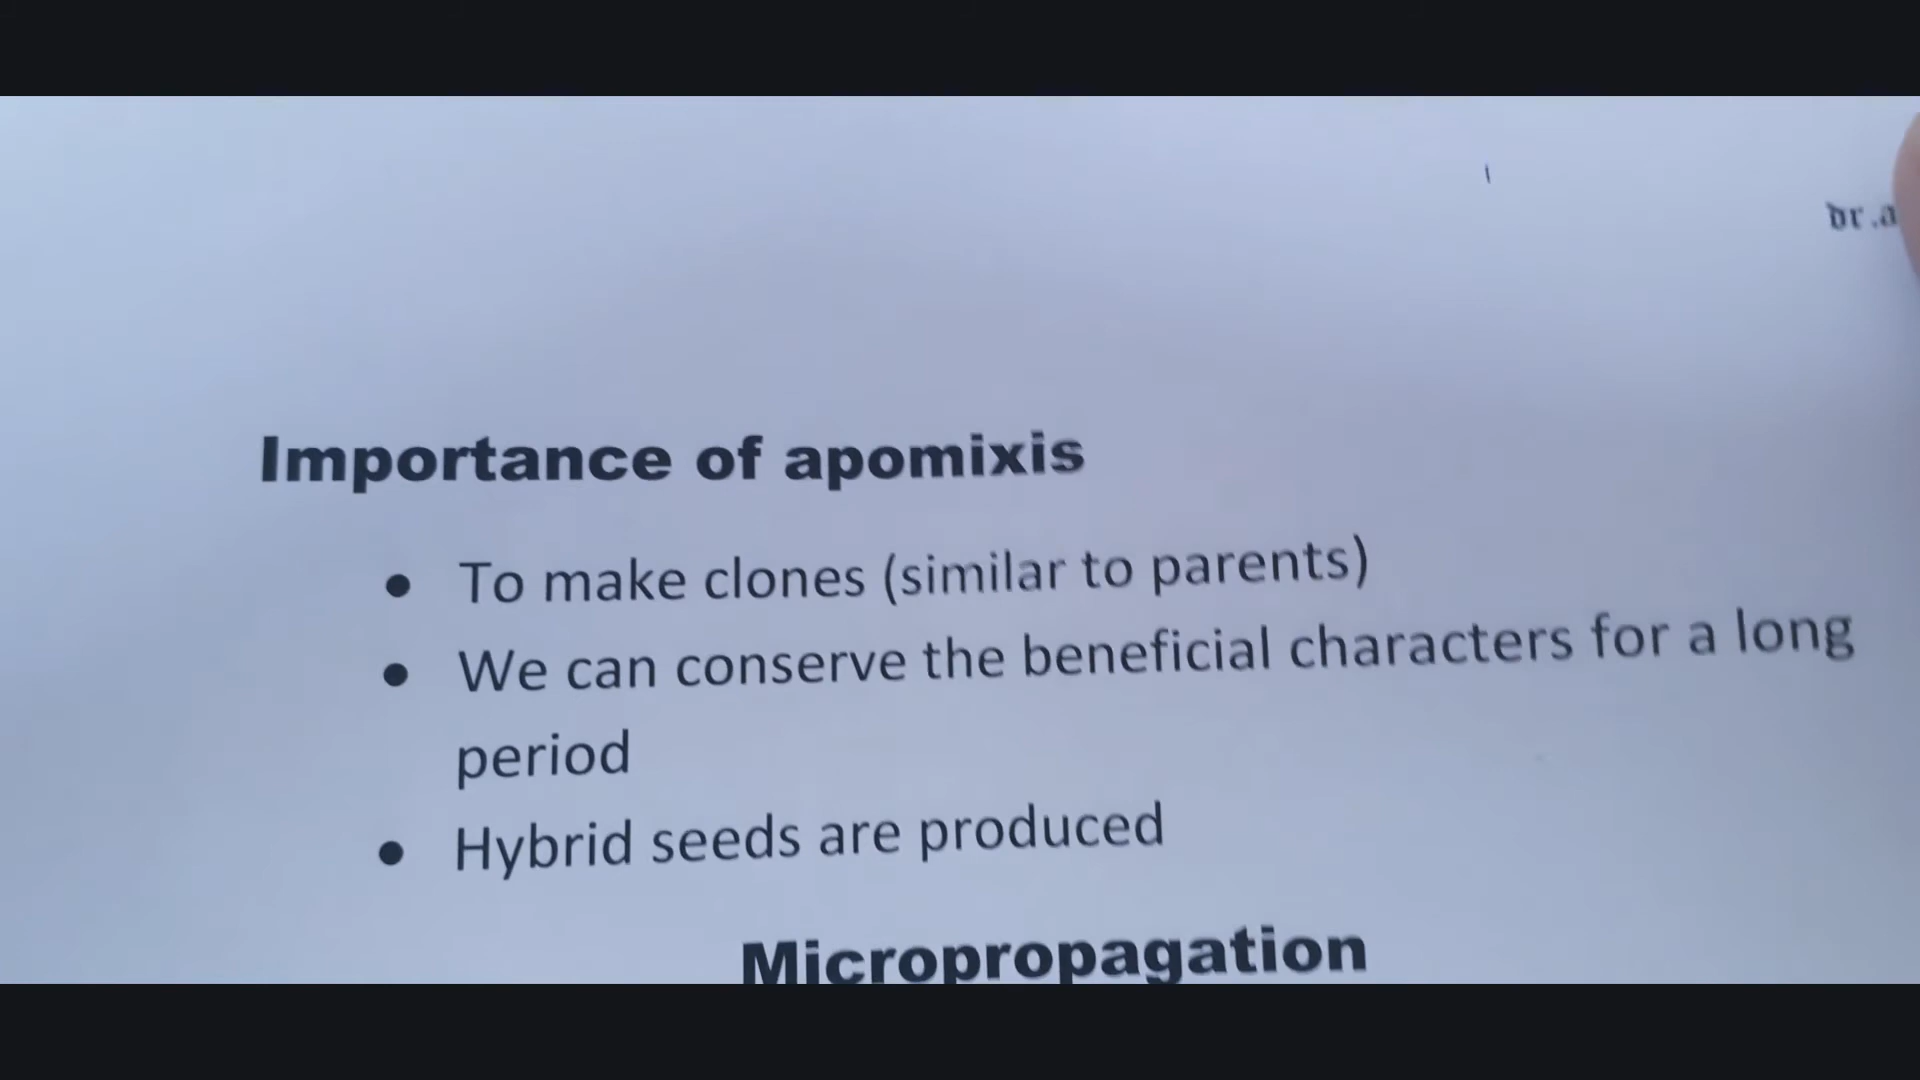 dr.a
Importance of apomixis
• To make clones (similar to parents)
• We can conserve the beneficial characters for a long
period
• Hybrid seeds are produced
Micropropagation